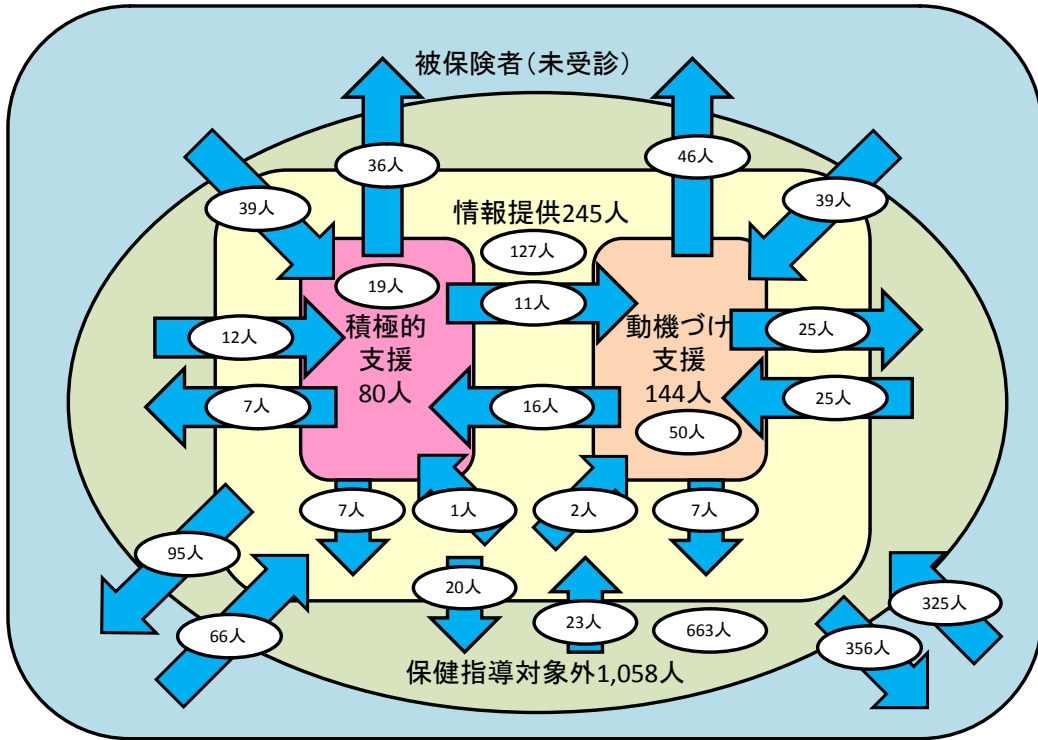 被保険者（未受診）
36人
46人
39人
39人
情報提供245人
127人
19人
11人
積極的
支援
80人
動機づけ
支援
144人
12人
25人
7人
16人
25人
50人
7人
1人
2人
7人
95人
20人
66人
23人
663人
325人
356人
保健指導対象外1,058人